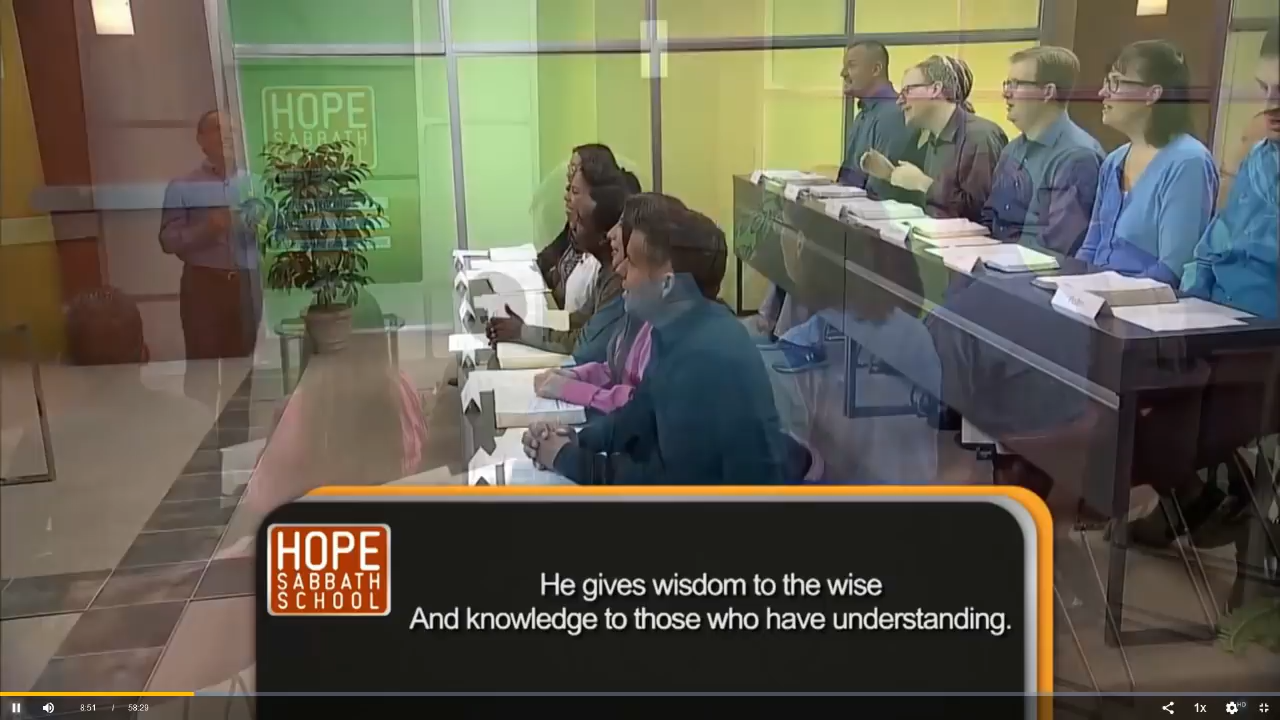 HOPE
SABBATH
HOPE
SABBATH
SCHOOL
He gives wisdom to the wise
And knowledge to those who have understanding.
8:51 / 58:29
1x
HD